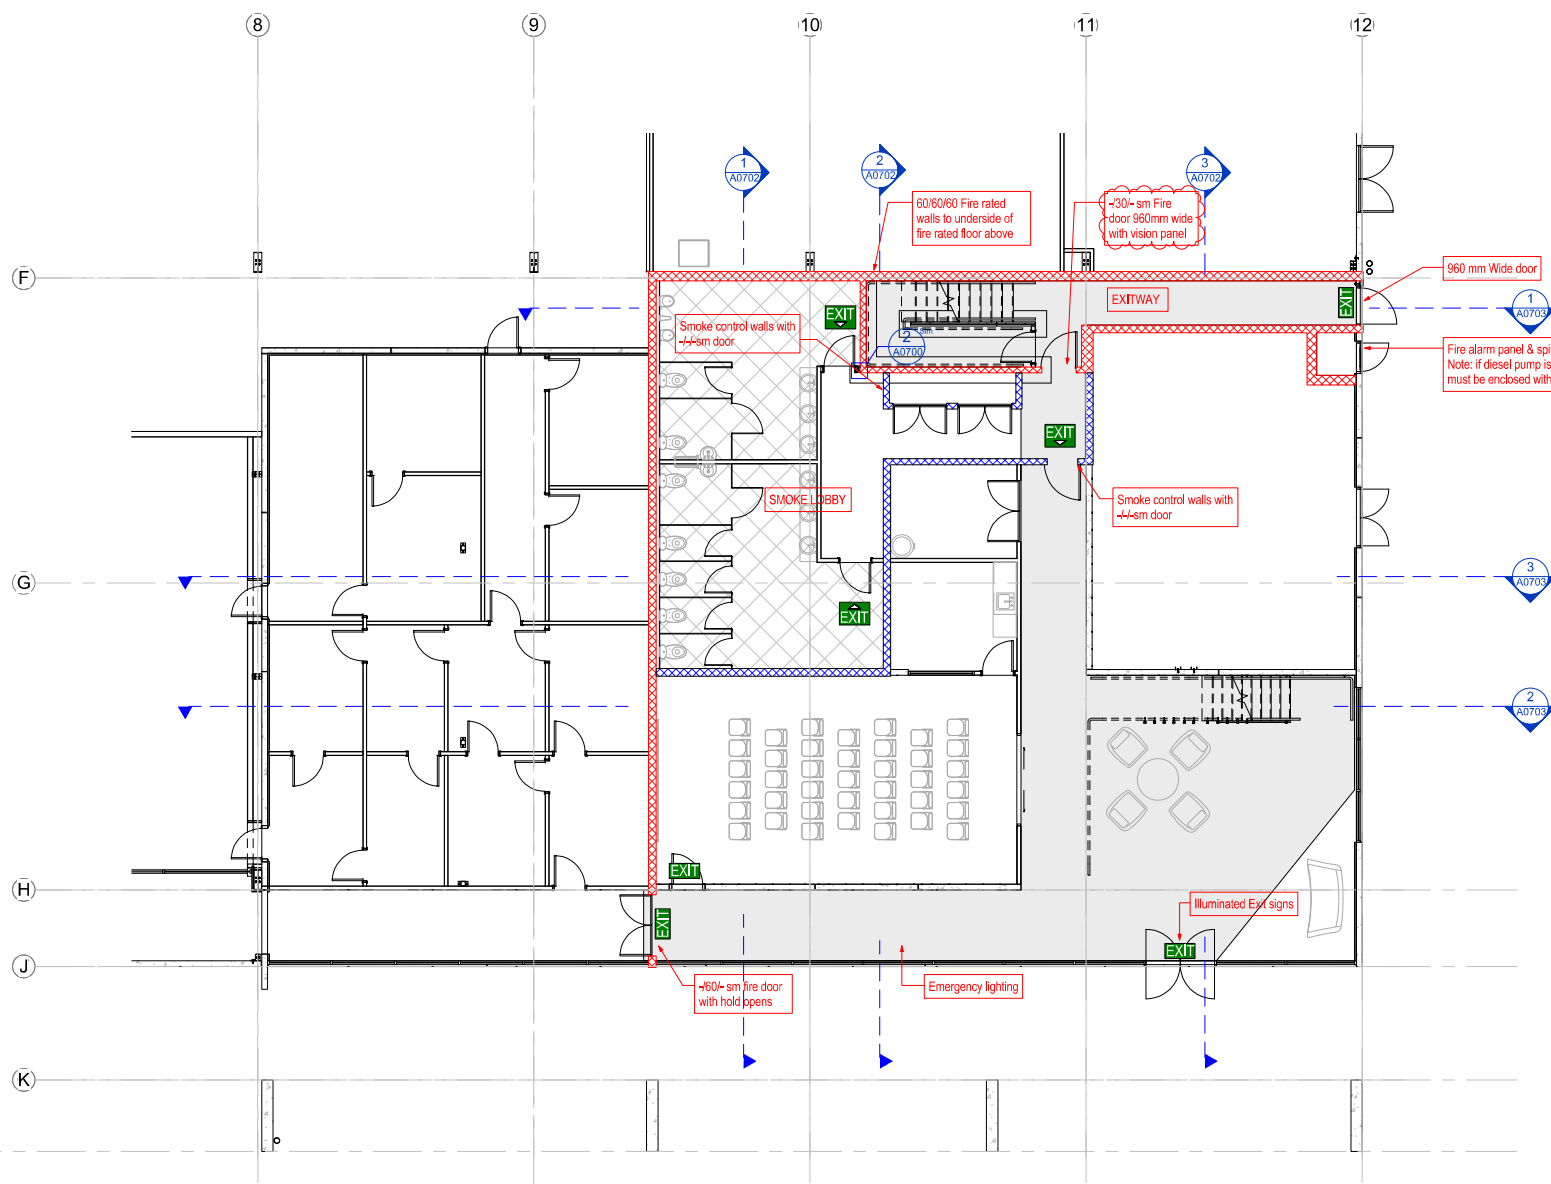 8
9
10
11
12
1
A0702
2
A0702
3
A0702
60/60/60 Fire rated
walls to underside of
fire rated floor above
-/30/- sm Fire
door 960mm wide
with vision panel
F
960 mm Wide door
EXITWAY
EXIT
EXIT
1
A0703
Smoke control walls with
-/-/-sm door
Sim
2
A0700
Fire alarm panel & spi
Note: if diesel pump is
must be enclosed with
EXIT
SMOKE LOBBY
Smoke control walls with
-/-/-sm door
G
3
A0703
EXIT
2
A0703
EXIT
H
Illuminated Exit signs
EXIT
EXIT
J
-/60/- sm fire door
with hold opens
Emergency lighting
K